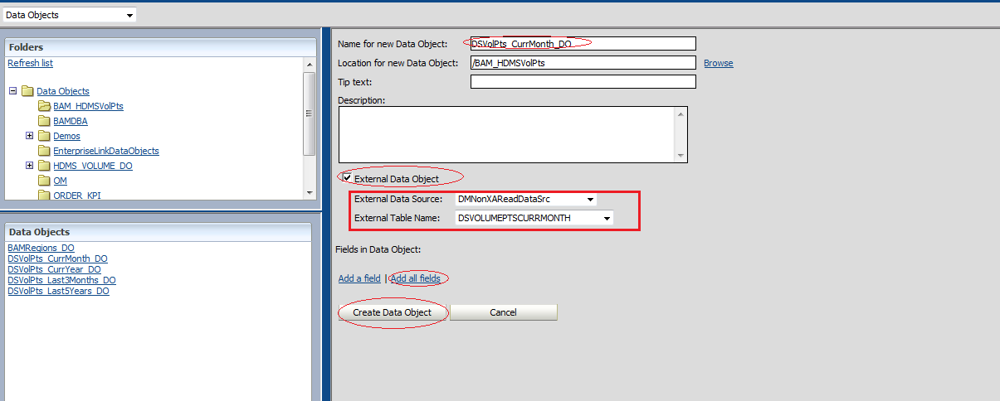 Data Objects
Folders
Refresh list
Data Objects
BAM_HDMSVolPts
BAMDBA
Demos
EnterpriseLinkDataObjects
HDMS_VOLUME_DO
OM
ORDER_KPI
Data Objects
BAMRegions_DO
DSVolPts_CurrMonth_DO
DSVolPts_CurrYear_DO
DSVolPts_Last3Months_DO
DSVolPts_Last5Years_DO
Name for new Data Object: DSVolPts_CurrMonth_DO
Location for new Data Object: /BAM_HDMSVolPts Browse
Tip text:
Description:
External Data Object
External Data Source: DMNonXAReadDataSrc
External Table Name: DSVOLUMEPTSCURRMONTH
Fields in Data Object:
Add a field | Add all fields
Create Data Object Cancel